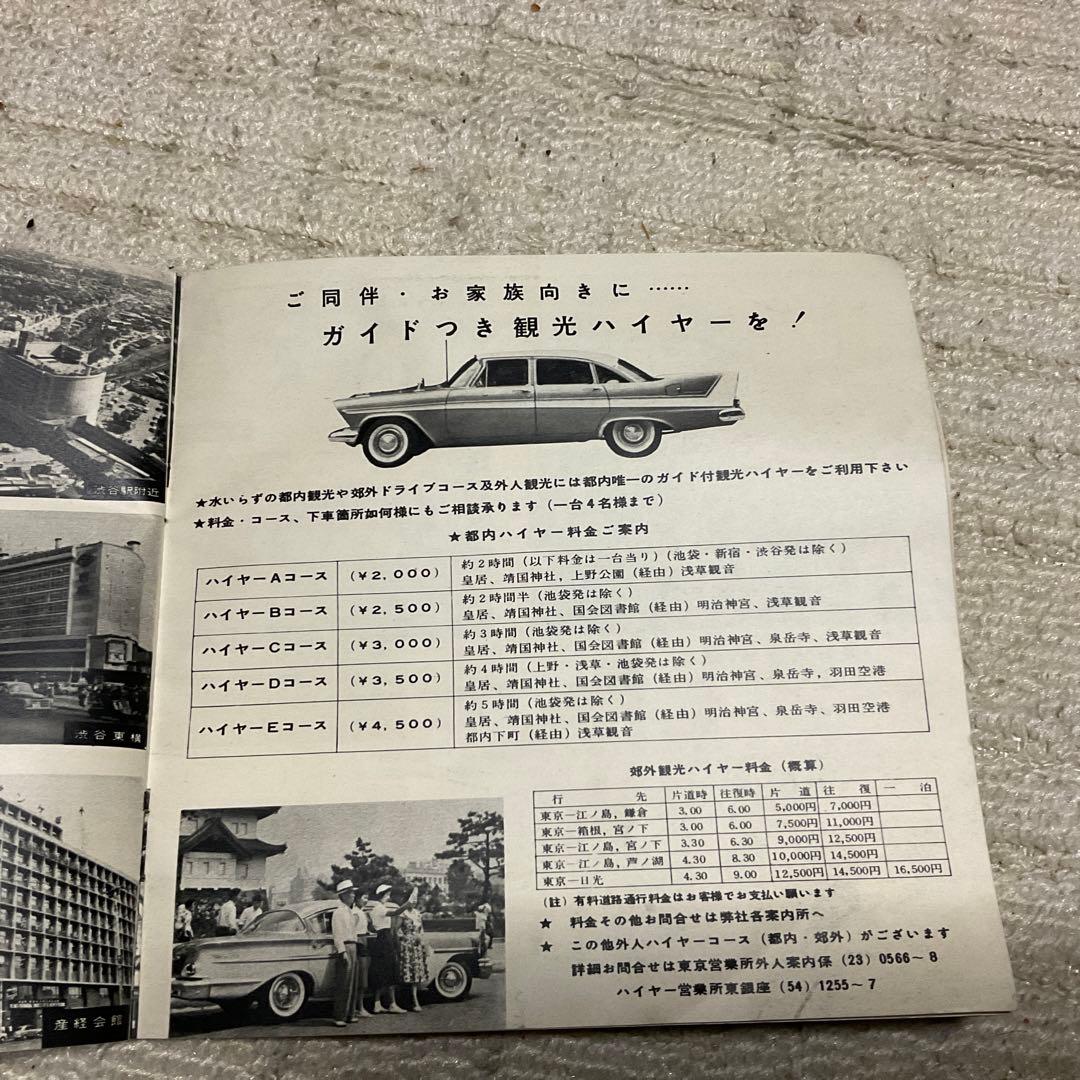 渋谷駅附近
渋谷東横
産経会館
ご同伴・お家族向きに……
ガイドつき観光ハイヤーを！
★水いらずの都内観光や郊外ドライブコース及外人観光には都内唯一のガイド付観光ハイヤーをご利用下さい
★料金・コース、下車箇所如何様にもご相談承ります（一台４名様まで）
★都内ハイヤー料金ご案内
ハイヤーAコース （￥2,000） 約２時間（以下料金は一台当り）（池袋・新宿・渋谷発は除く）
皇居、靖国神社，上野公園（経由）浅草観音
ハイヤーBコース （￥2,500） 約２時間半（池袋発は除く）
皇居、靖国神社、国会図書館（経由）明治神宮、浅草観音
ハイヤーCコース （￥3,000） 約３時間（池袋発は除く）
皇居、靖国神社、国会図書館（経由）明治神宮、泉岳寺、浅草観音
ハイヤーDコース （￥3,500） 約４時間（上野・浅草・池袋発は除く）
皇居、靖国神社、国会図書館（経由）明治神宮、泉岳寺，羽田空港
ハイヤーEコース （￥4,500） 約５時間（池袋発は除く）
皇居、靖国神社、国会図書館（経由）明治神宮、泉岳寺、羽田空港
都内下町（経由）浅草観音
郊外観光ハイヤー料金（概算）
行先 片道時 往復時 片道 往復 一泊
東京―江ノ島，鎌倉 3.00 6.00 5,000円 7,000円
東京―箱根，宮ノ下 3.00 6.00 7,500円 11,000円
東京―江ノ島，宮ノ下 3.30 6.30 9,000円 12,500円
東京―江ノ島，芦ノ湖 4.30 8.30 10,000円 14,500円
東京―日光 4.30 9.00 12,500円 14,500円 16,500円
（註）有料道路通行料金はお客様でお支払い願います
★ 料金その他お問合せは弊社各案内所へ
★ この他外人ハイヤーコース（都内・郊外）がございます
詳細お問合せは東京営業所外人案内係（23）0566～8
ハイヤー営業所東銀座（54）1255～7